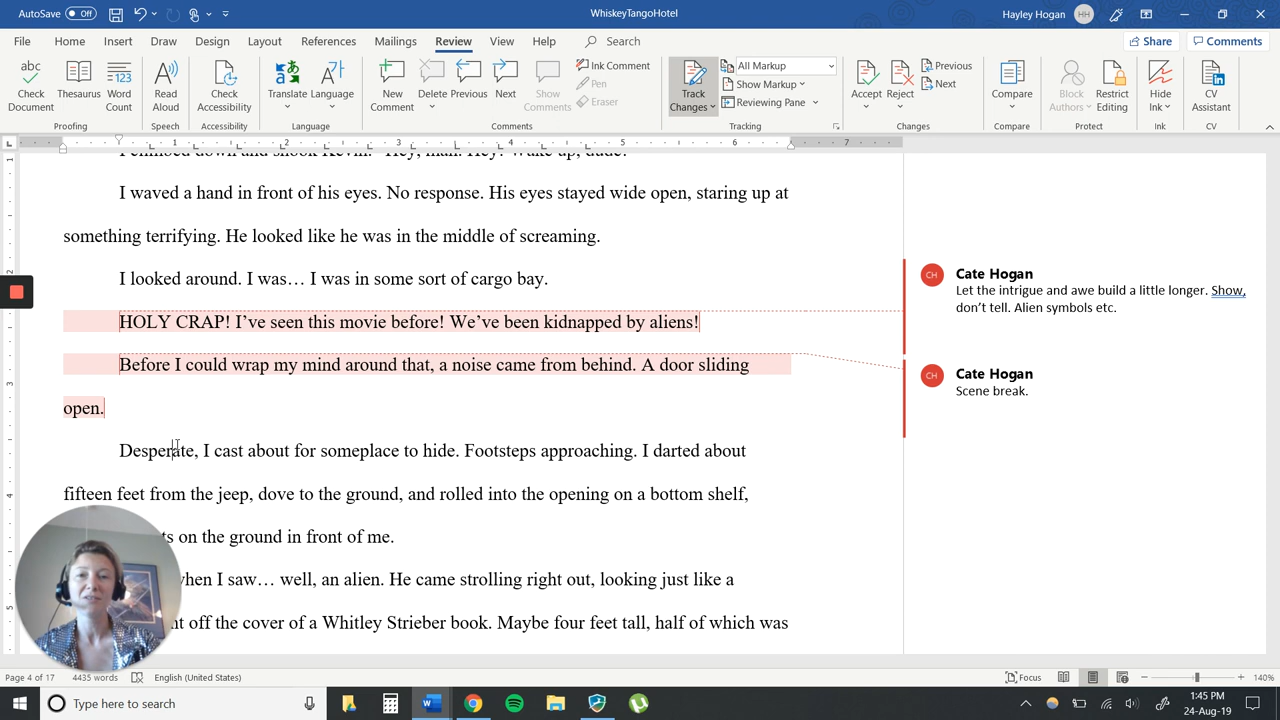 AutoSave Off
WhiskeyTangoHotel
Hayley Hogan
HH
File Home Insert Draw Design Layout References Mailings Review View Help Search
Share Comments
abc
123
Check Document
Thesaurus
Word Count
Read Aloud
Check Accessibility
Translate
Language
New Comment
Delete
Previous
Next
Show Comments
Ink Comment
Pen
Eraser
Track Changes
All Markup
Show Markup
Reviewing Pane
Accept
Reject
Previous
Next
Compare
Block Authors
Restrict Editing
Hide Ink
CV Assistant
Proofing Speech Accessibility Language Comments Tracking Changes Compare Protect Ink CV
1 2 3 4 5 6 7
I waved a hand in front of his eyes. No response. His eyes stayed wide open, staring up at
something terrifying. He looked like he was in the middle of screaming.
I looked around. I was… I was in some sort of cargo bay.
HOLY CRAP! I’ve seen this movie before! We’ve been kidnapped by aliens!
Before I could wrap my mind around that, a noise came from behind. A door sliding
open.
Desperate, I cast about for someplace to hide. Footsteps approaching. I darted about
fifteen feet from the jeep, dove to the ground, and rolled into the opening on a bottom shelf,
on the ground in front of me.
when I saw… well, an alien. He came strolling right out, looking just like a
off the cover of a Whitley Strieber book. Maybe four feet tall, half of which was
CH
Cate Hogan
Let the intrigue and awe build a little longer. Show,
don’t tell. Alien symbols etc.
CH
Cate Hogan
Scene break.
Page 4 of 17 4435 words English (United States) Focus 140%
Type here to search
1:45 PM
24-Aug-19